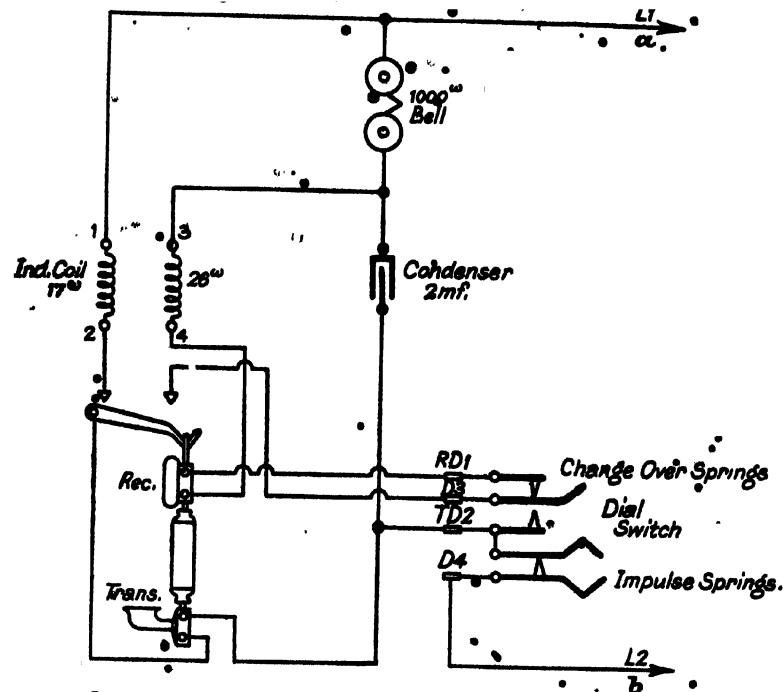 L1
a
1000ω
Bell
1
3
Ind. Coil
17ω
26ω
Condenser
2mf.
2
4
RD1
Change Over Springs
Rec.
D3
TD2
Dial
Switch
D4
Impulse Springs.
Trans.
L2
b